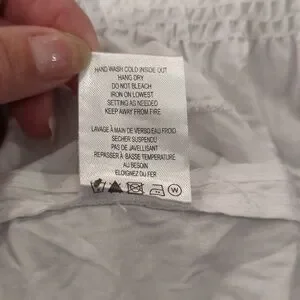 HAND WASH COLD INSIDE OUT
HANG DRY
DO NOT BLEACH
IRON ON LOWEST
SETTING AS NEEDED
KEEP AWAY FROM FIRE
LAVAGE À MAIN DE VERSO EAU FROID
SECHER SUSPENDU
PAS DE JAVELLISANT
REPASSER À BASSE TEMPERATURE
AU BESOIN
ELOIGNEZ DU FER
W